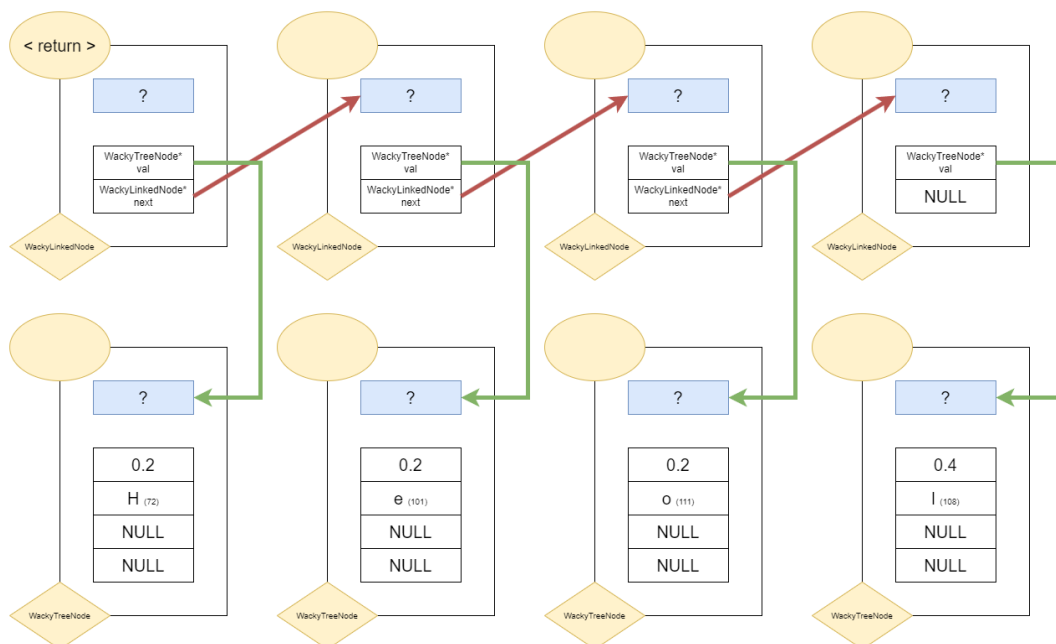 < return >
?
?
?
?
WackyTreeNode*
val
WackyTreeNode*
val
WackyTreeNode*
val
WackyTreeNode*
val
WackyLinkedNode*
next
WackyLinkedNode*
next
WackyLinkedNode*
next
NULL
WackyLinkedNode
WackyLinkedNode
WackyLinkedNode
WackyLinkedNode
?
?
?
?
0.2
0.2
0.2
0.4
H (72)
e (101)
o (111)
l (108)
NULL
NULL
NULL
NULL
NULL
NULL
NULL
NULL
WackyTreeNode
WackyTreeNode
WackyTreeNode
WackyTreeNode